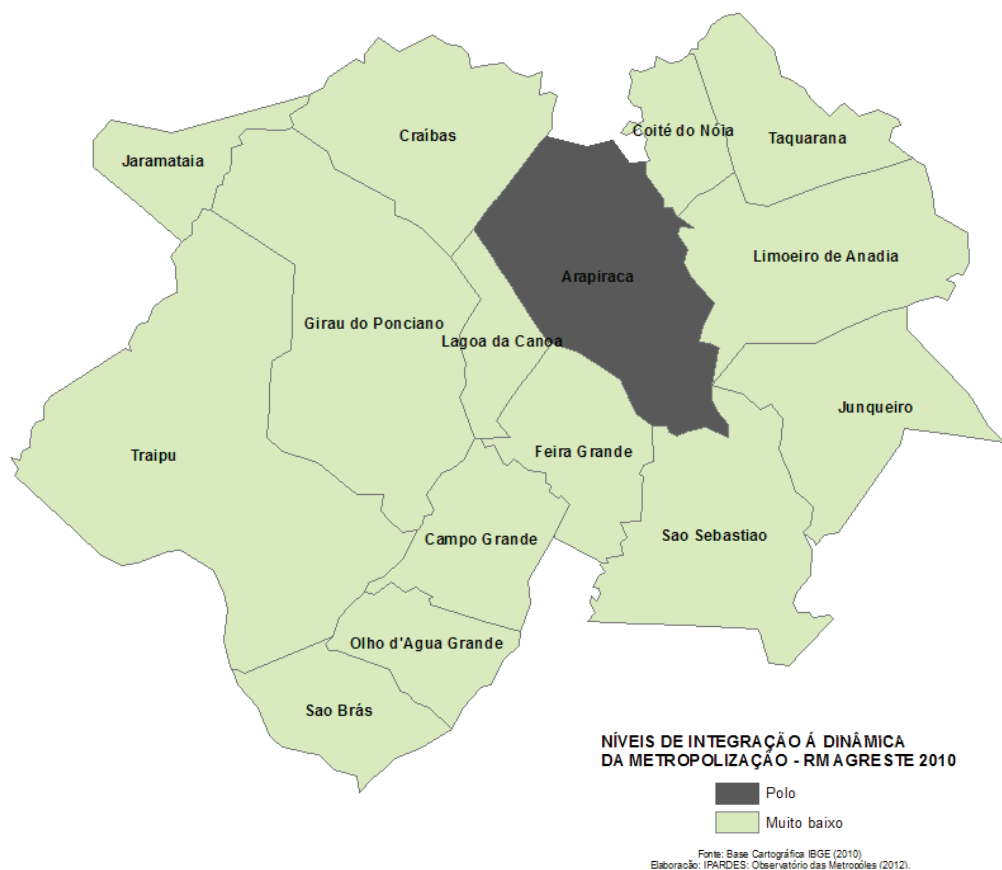 Coité do Nóia
Craíbas
Taquarana
Jaramataia
Limoeiro de Anadia
Arapiraca
Girau do Ponciano
Lagoa da Canoa
Junqueiro
Traipu
Feira Grande
Sao Sebastiao
Campo Grande
Olho d'Agua Grande
Sao Brás
NÍVEIS DE INTEGRAÇÃO Á DINÂMICA
DA METROPOLIZAÇÃO - RM AGRESTE 2010
Polo
Muito baixo
Fonte: Base Cartográfica IBGE (2010)
Elaboração: IPARDES: Observatório das Metropóles (2012).